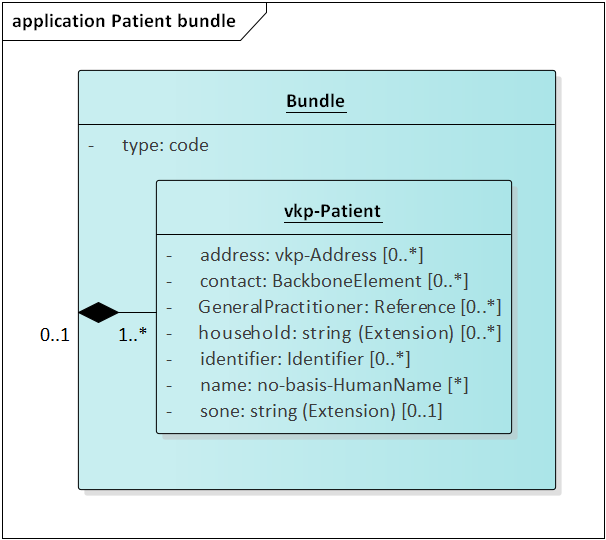 application Patient bundle
Bundle
- type: code
vkp-Patient
- address: vkp-Address [0..*]
- contact: BackboneElement [0..*]
- GeneralPractitioner: Reference [0..*]
- household: string (Extension) [0..*]
- identifier: Identifier [0..*]
- name: no-basis-HumanName [*]
- sone: string (Extension) [0..1]
0..1 1..*